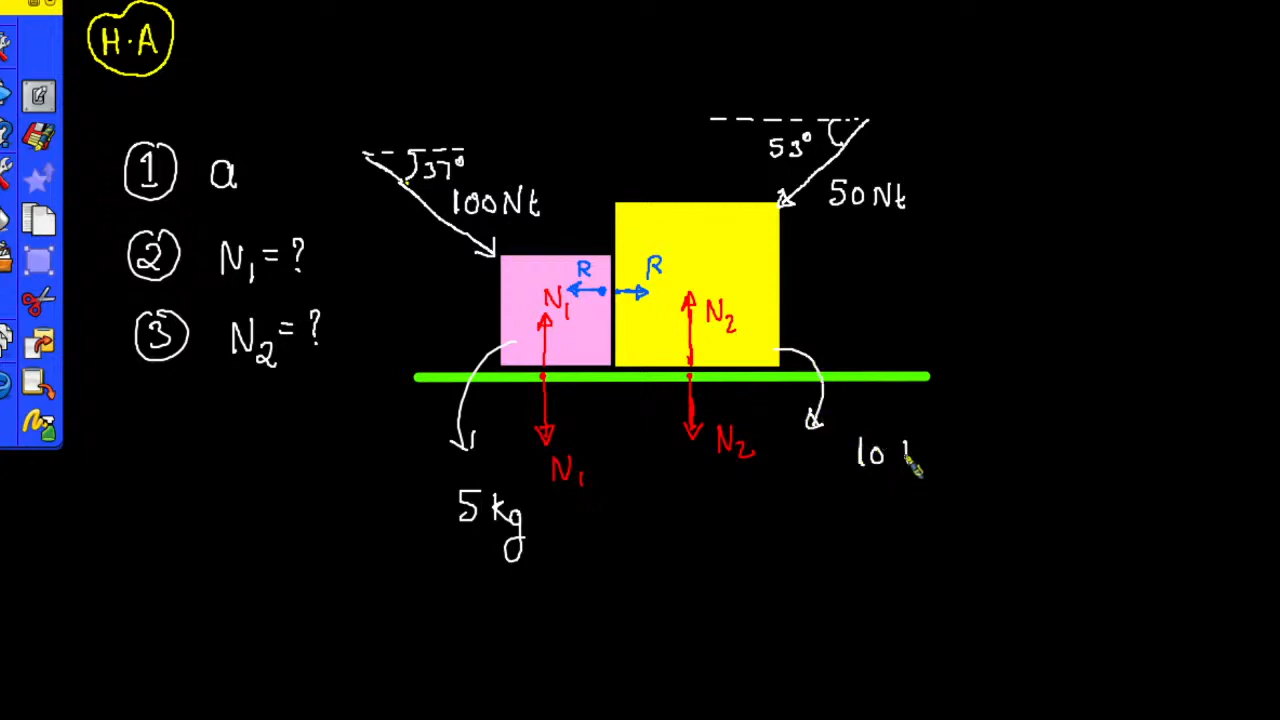 H.A
① a
② N₁ = ?
③ N₂ = ?
37°
100Nt
53°
50Nt
R
R
N₁
N₂
N₁
N₂
5 kg
10